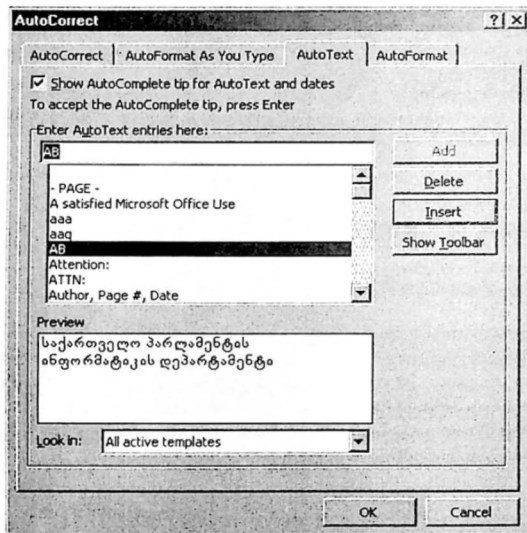 AutoCorrect
AutoCorrect AutoFormat As You Type AutoText AutoFormat
Show AutoComplete tip for AutoText and dates
To accept the AutoComplete tip, press Enter
Enter AutoText entries here:
AB
Add
- PAGE -
A satisfied Microsoft Office Use
aaa
aaq
AB
Attention:
ATTN:
Author, Page #, Date
Delete
Insert
Show Toolbar
Preview
საქართველო პარლამენტის
ინფორმატიკის დეპარტამენტი
Look in: All active templates
OK Cancel